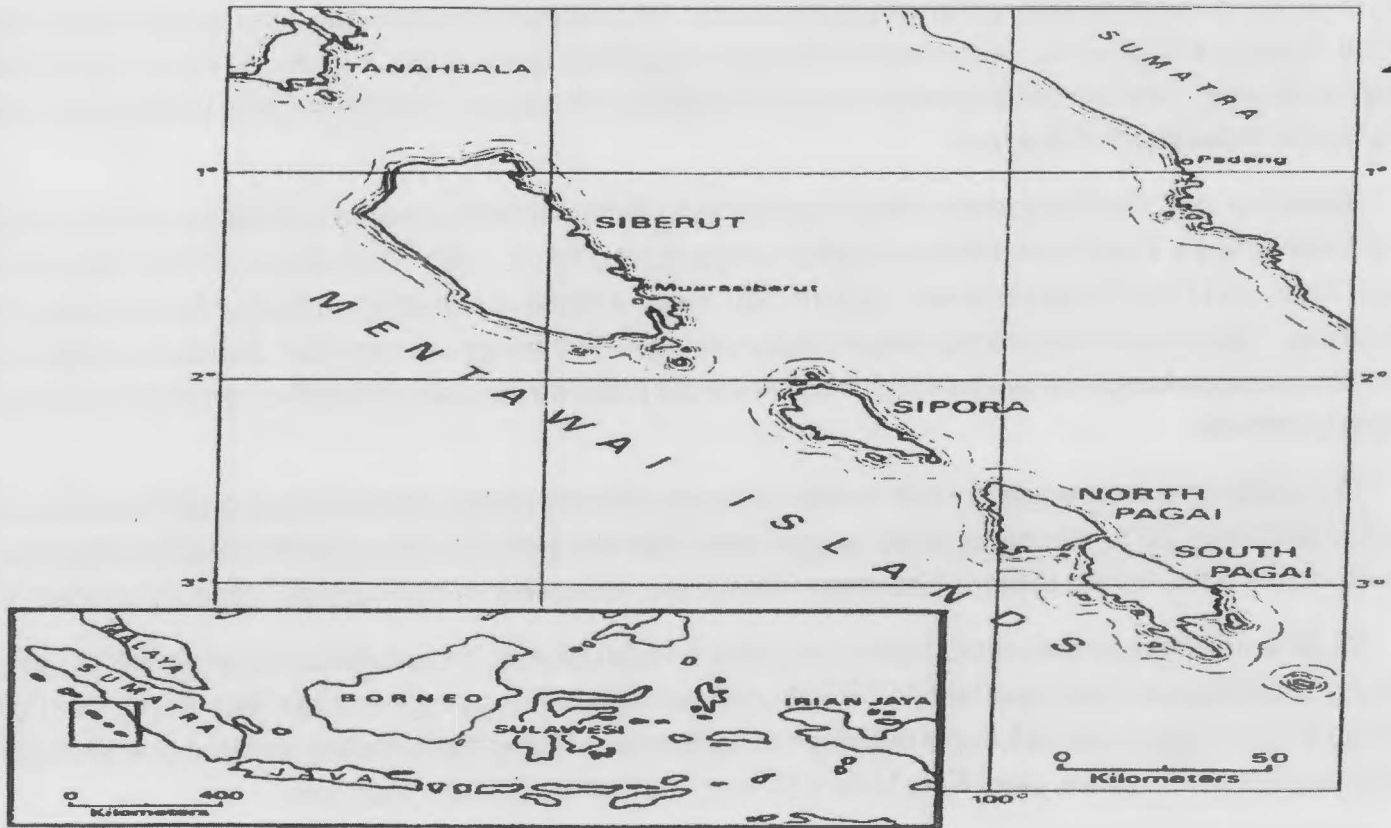 SUMATRA
TANAHBALA
Padang
1°
1°
SIBERUT
Muarasiberut
MENTAWAI ISLANDS
2°
2°
SIPORA
NORTH
PAGAI
SOUTH
PAGAI
3°
3°
MALAYA
SUMATRA
BORNEO
IRIAN JAYA
SULAWESI
JAVA
0 400
Kilometers
0 50
Kilometers
100°